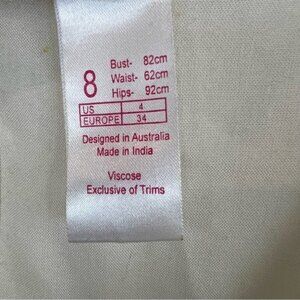 8
Bust- 82cm
Waist- 62cm
Hips- 92cm
US 4
EUROPE 34
Designed in Australia
Made in India
Viscose
Exclusive of Trims